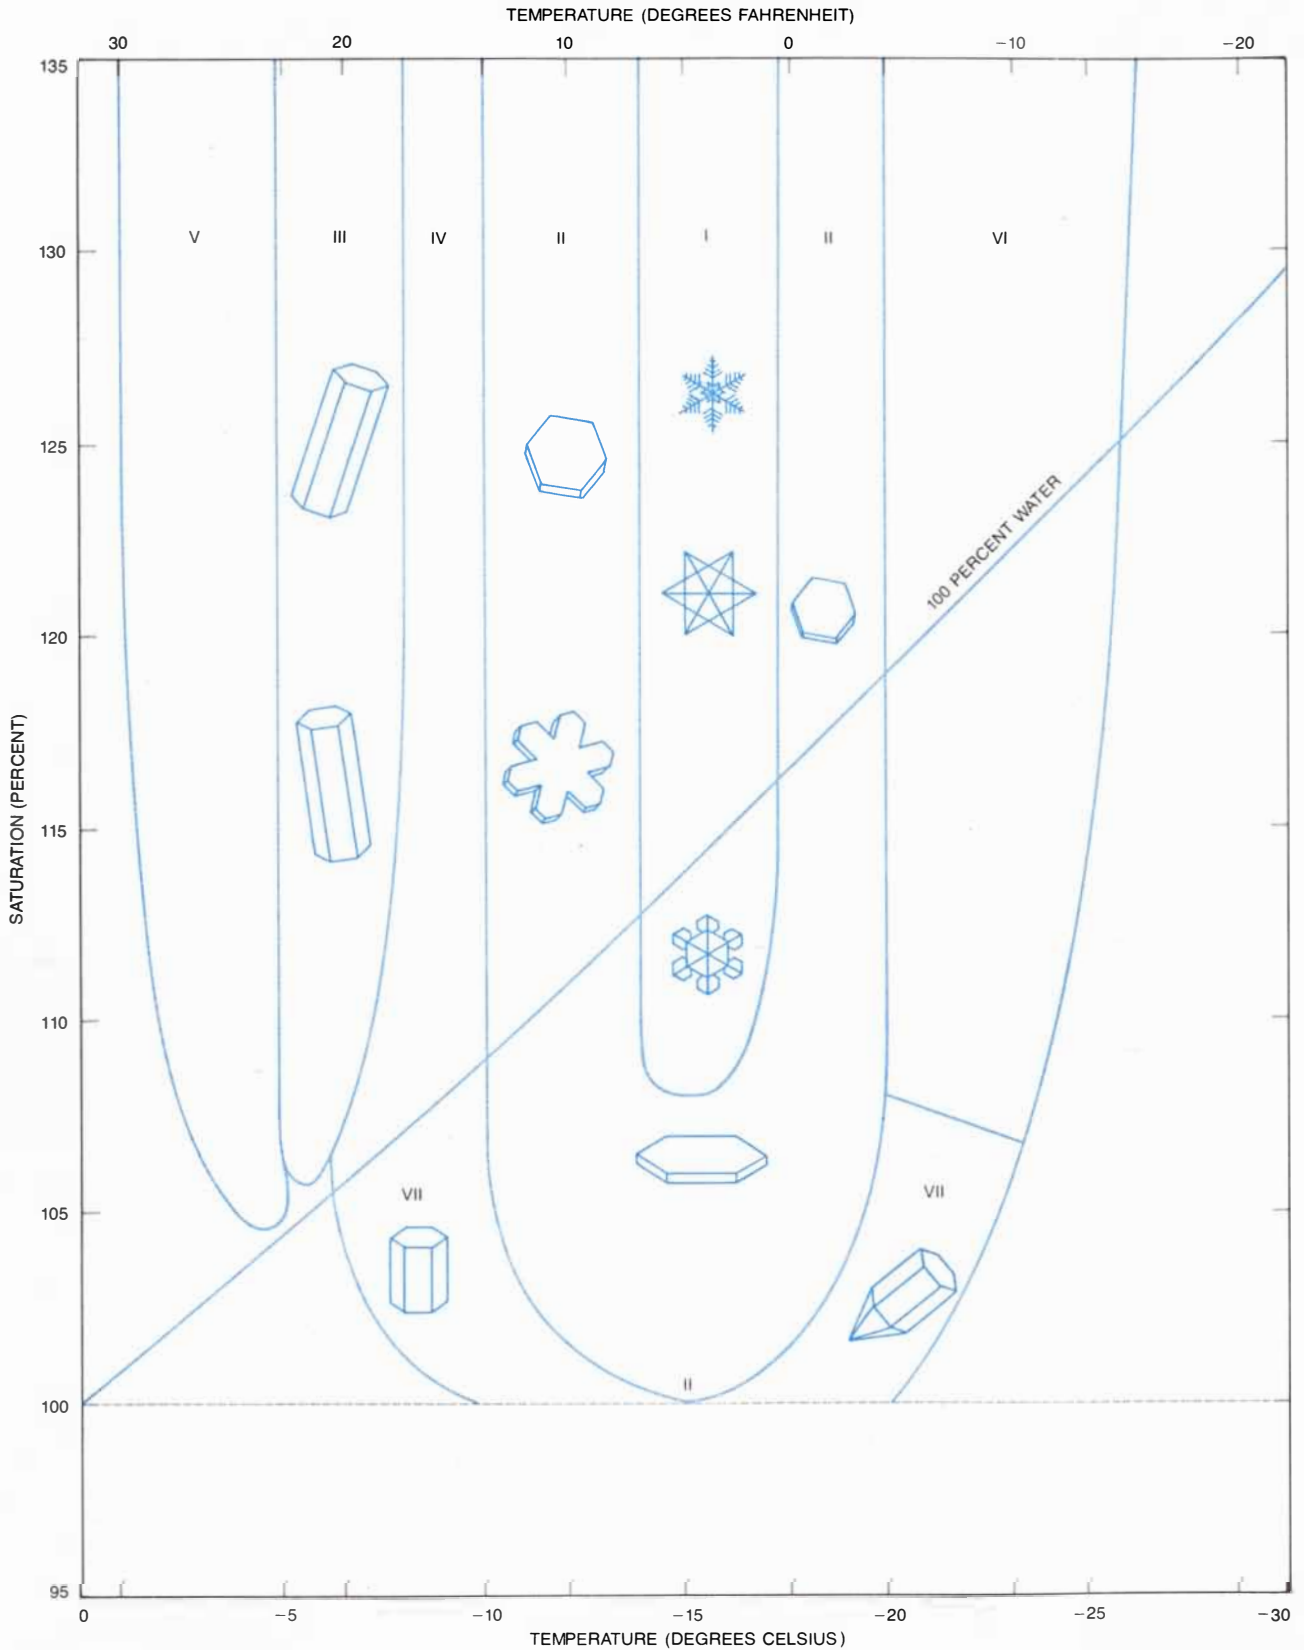 TEMPERATURE (DEGREES FAHRENHEIT)
30 20 10 0 −10 −20
135
V III IV II I II VI
130
125
100 PERCENT WATER
120
SATURATION (PERCENT)
115
110
VII VII
105
II
100
95
0 −5 −10 −15 −20 −25 −30
TEMPERATURE (DEGREES CELSIUS)